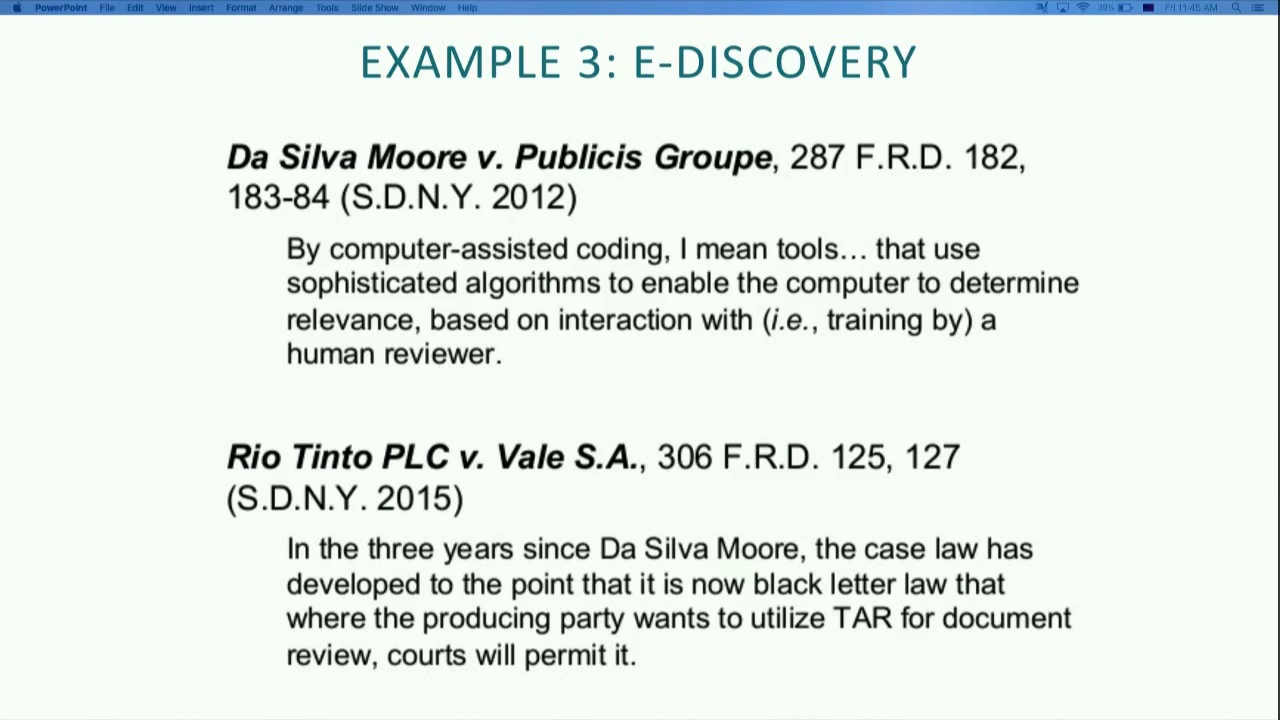 PowerPoint File Edit View Insert Format Arrange Tools Slide Show Window Help 39% Fri 11:45 AM
EXAMPLE 3: E-DISCOVERY
Da Silva Moore v. Publicis Groupe, 287 F.R.D. 182,
183-84 (S.D.N.Y. 2012)
By computer-assisted coding, I mean tools… that use
sophisticated algorithms to enable the computer to determine
relevance, based on interaction with (i.e., training by) a
human reviewer.
Rio Tinto PLC v. Vale S.A., 306 F.R.D. 125, 127
(S.D.N.Y. 2015)
In the three years since Da Silva Moore, the case law has
developed to the point that it is now black letter law that
where the producing party wants to utilize TAR for document
review, courts will permit it.